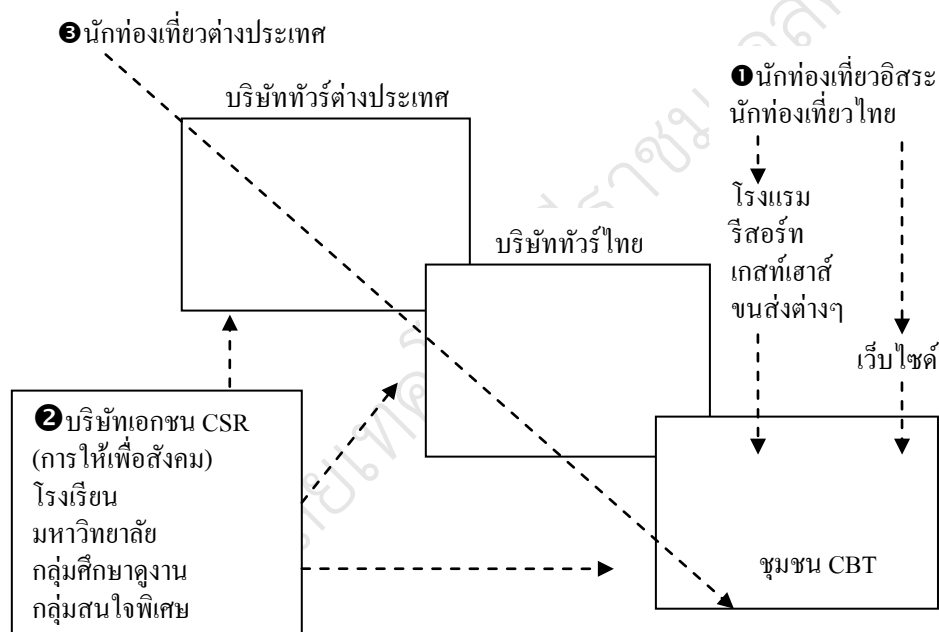 ❸นักท่องเที่ยวต่างประเทศ
บริษัททัวร์ต่างประเทศ
❶นักท่องเที่ยวอิสระ
นักท่องเที่ยวไทย
โรงแรม
รีสอร์ท
เกสท์เฮาส์
ขนส่งต่างๆ
บริษัททัวร์ไทย
เว็บไซค์
❷บริษัทเอกชน CSR
(การให้เพื่อสังคม)
โรงเรียน
มหาวิทยาลัย
กลุ่มศึกษาดูงาน
กลุ่มสนใจพิเศษ
ชุมชน CBT